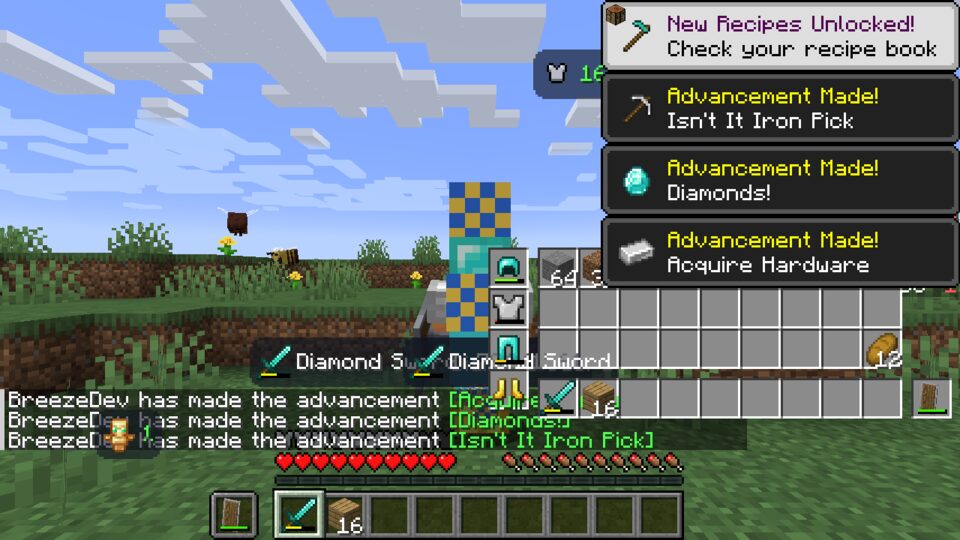 New Recipes Unlocked!
Check your recipe book
16
Advancement Made!
Isn't It Iron Pick
Advancement Made!
Diamonds!
Advancement Made!
Acquire Hardware
64
12
Diamond Sword
16
BreezeDev has made the advancement
BreezeDev has made the advancement [Diamonds!]
1
BreezeDev has made the advancement [Isn't It Iron Pick]
16